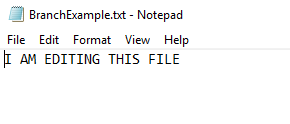 BranchExample.txt - Notepad
File Edit Format View Help
I AM EDITING THIS FILE